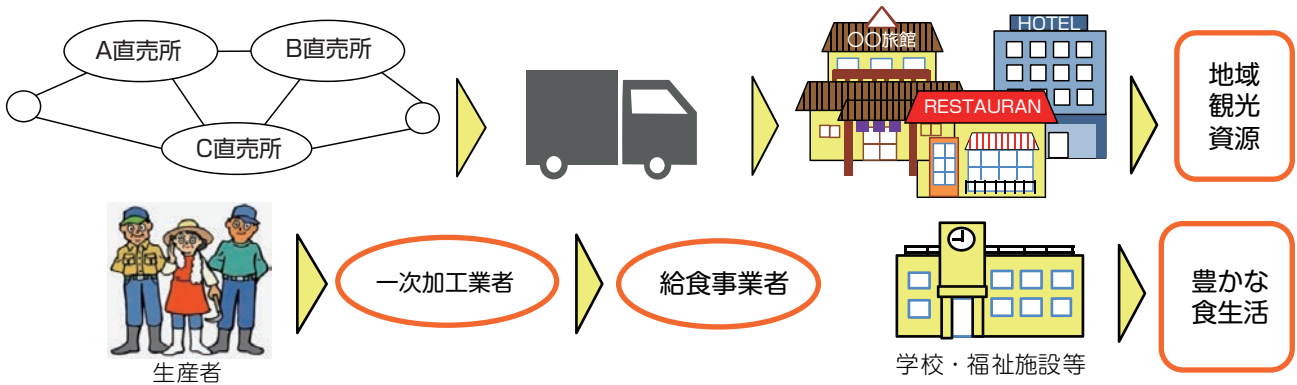 A直売所
B直売所
C直売所
〇〇旅館
HOTEL
RESTAURAN
地域
観光
資源
生産者
一次加工業者
給食事業者
学校・福祉施設等
豊かな
食生活